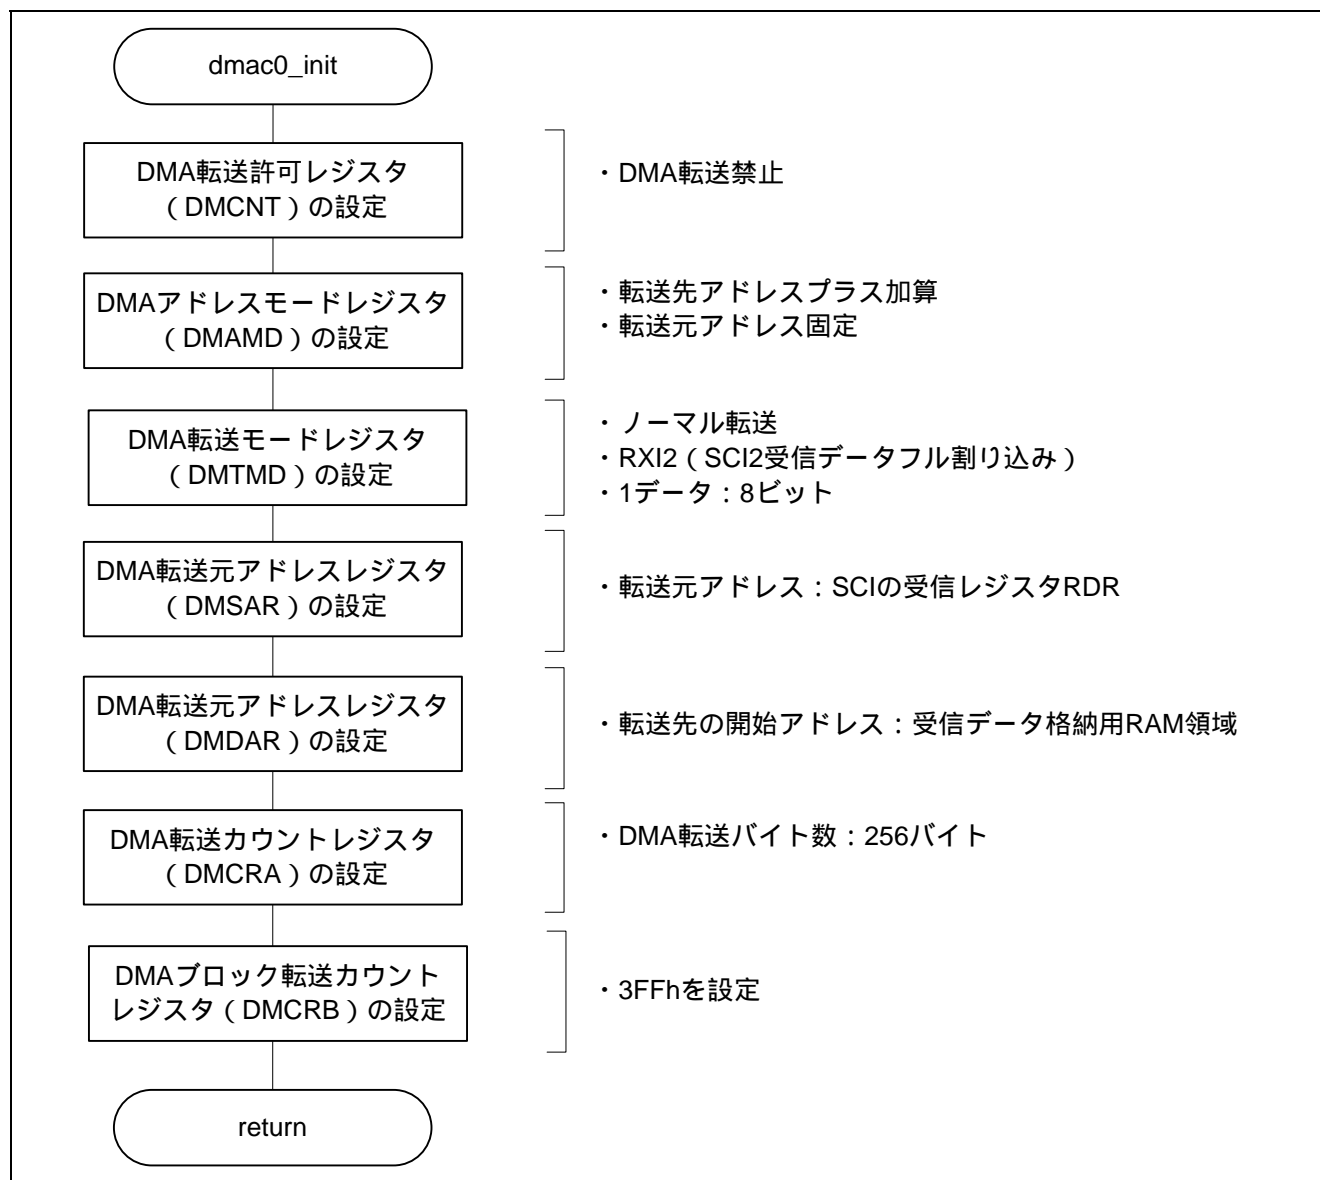 dmac0_init
DMA転送許可レジスタ
(DMCNT)の設定
・DMA転送禁止
DMAアドレスモードレジスタ
(DMAMD)の設定
・転送先アドレスプラス加算
・転送元アドレス固定
DMA転送モードレジスタ
(DMTMD)の設定
・ノーマル転送
・RXI2(SCI2受信データフル割り込み)
・1データ:8ビット
DMA転送元アドレスレジスタ
(DMSAR)の設定
・転送元アドレス:SCIの受信レジスタRDR
DMA転送元アドレスレジスタ
(DMDAR)の設定
・転送先の開始アドレス:受信データ格納用RAM領域
DMA転送カウントレジスタ
(DMCRA)の設定
・DMA転送バイト数:256バイト
DMAブロック転送カウント
レジスタ(DMCRB)の設定
・3FFhを設定
return